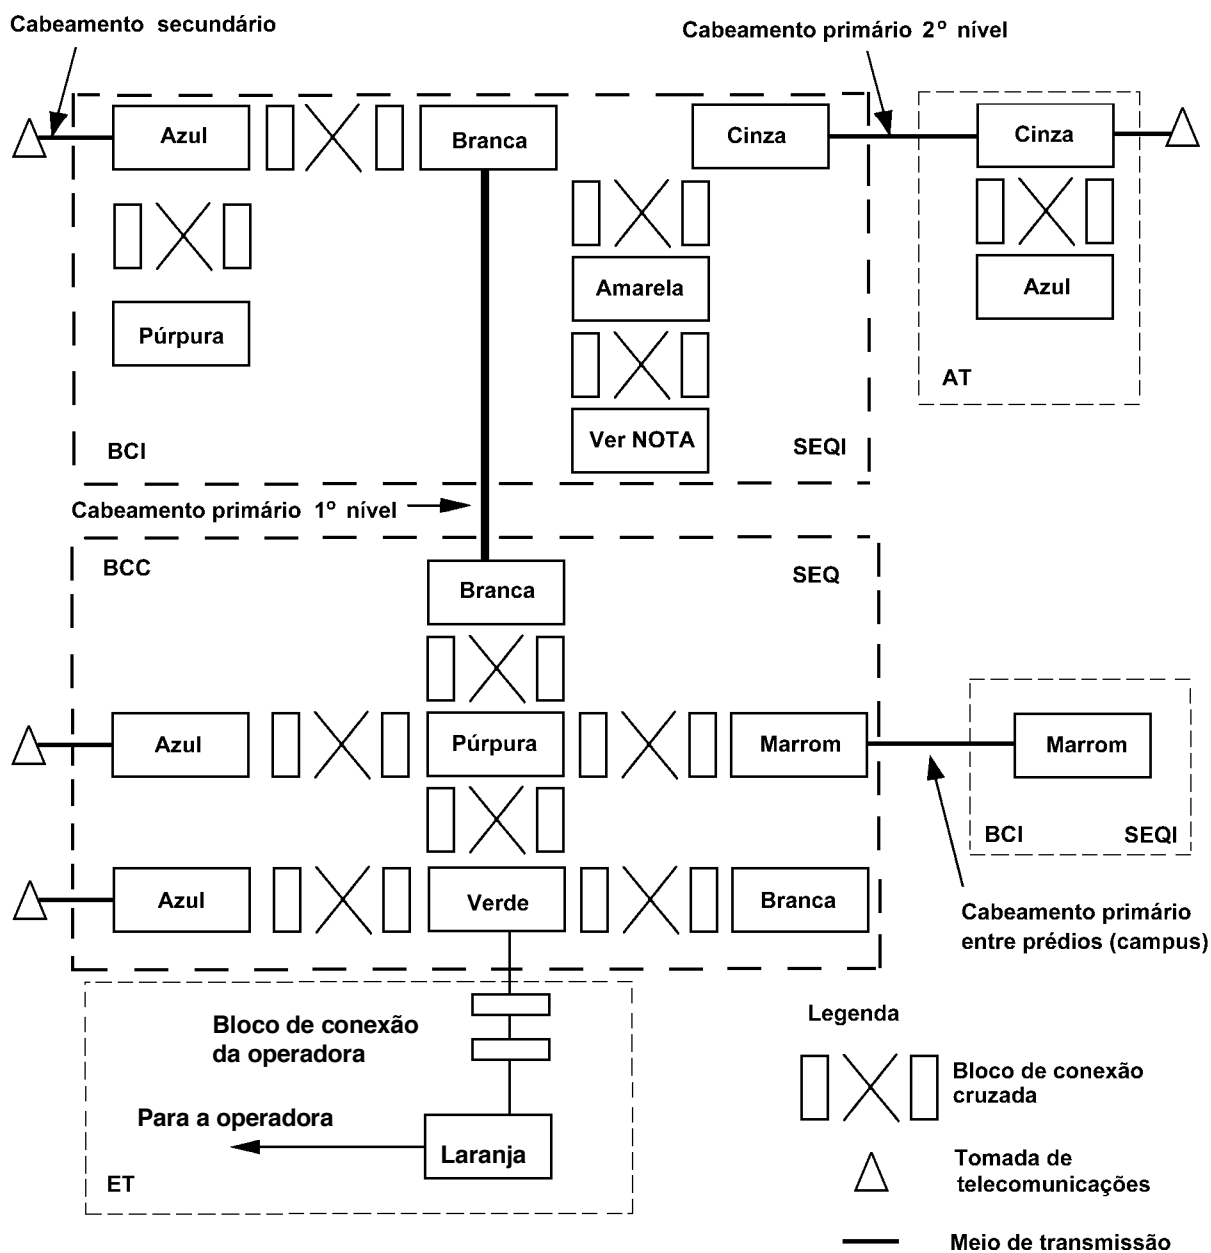 Cabeamento secundário
Cabeamento primário 2º nível
Azul
Branca
Cinza
Cinza
Púrpura
Amarela
Azul
Ver NOTA
AT
BCI
SEQI
Cabeamento primário 1º nível
BCC
SEQ
Branca
Azul
Púrpura
Marrom
Marrom
BCI
SEQI
Azul
Verde
Branca
Cabeamento primário
entre prédios (campus)
Bloco de conexão
da operadora
Para a operadora
Laranja
ET
Legenda
Bloco de conexão
cruzada
Tomada de
telecomunicações
Meio de transmissão